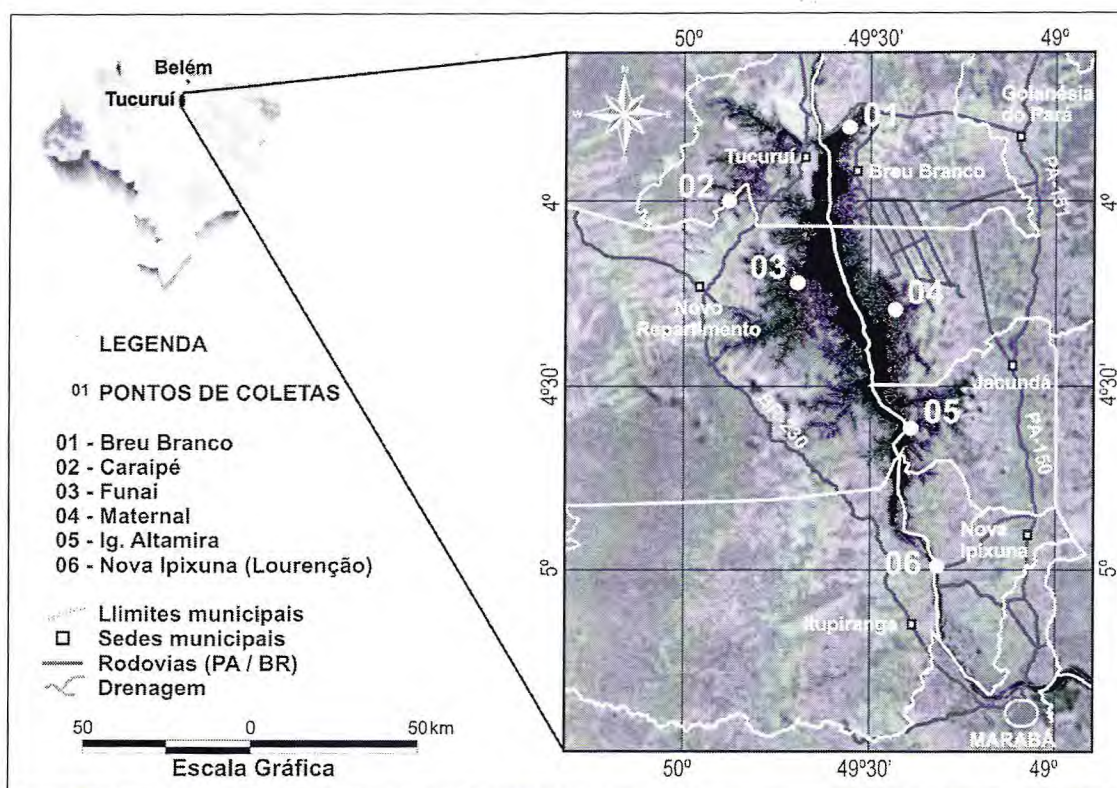 Belém
Tucuruí
LEGENDA
01 PONTOS DE COLETAS
01 - Breu Branco
02 - Caraipé
03 - Funai
04 - Maternal
05 - Ig. Altamira
06 - Nova Ipixuna (Lourenção)
Llimites municipais
Sedes municipais
Rodovias (PA / BR)
Drenagem
50 0 50 km
Escala Gráfica
50º 49º30' 49º
N
W E
S
01
Goianésia
do Pará
Tucuruí
Breu Branco
02
4º 4º
PA-151
03
04
Novo
Repartimento
Jacundá
4º30' 4º30'
05
BR-230
PA-150
Nova
Ipixuna
06
5º 5º
Itupiranga
MARABÁ
50º 49º30' 49º